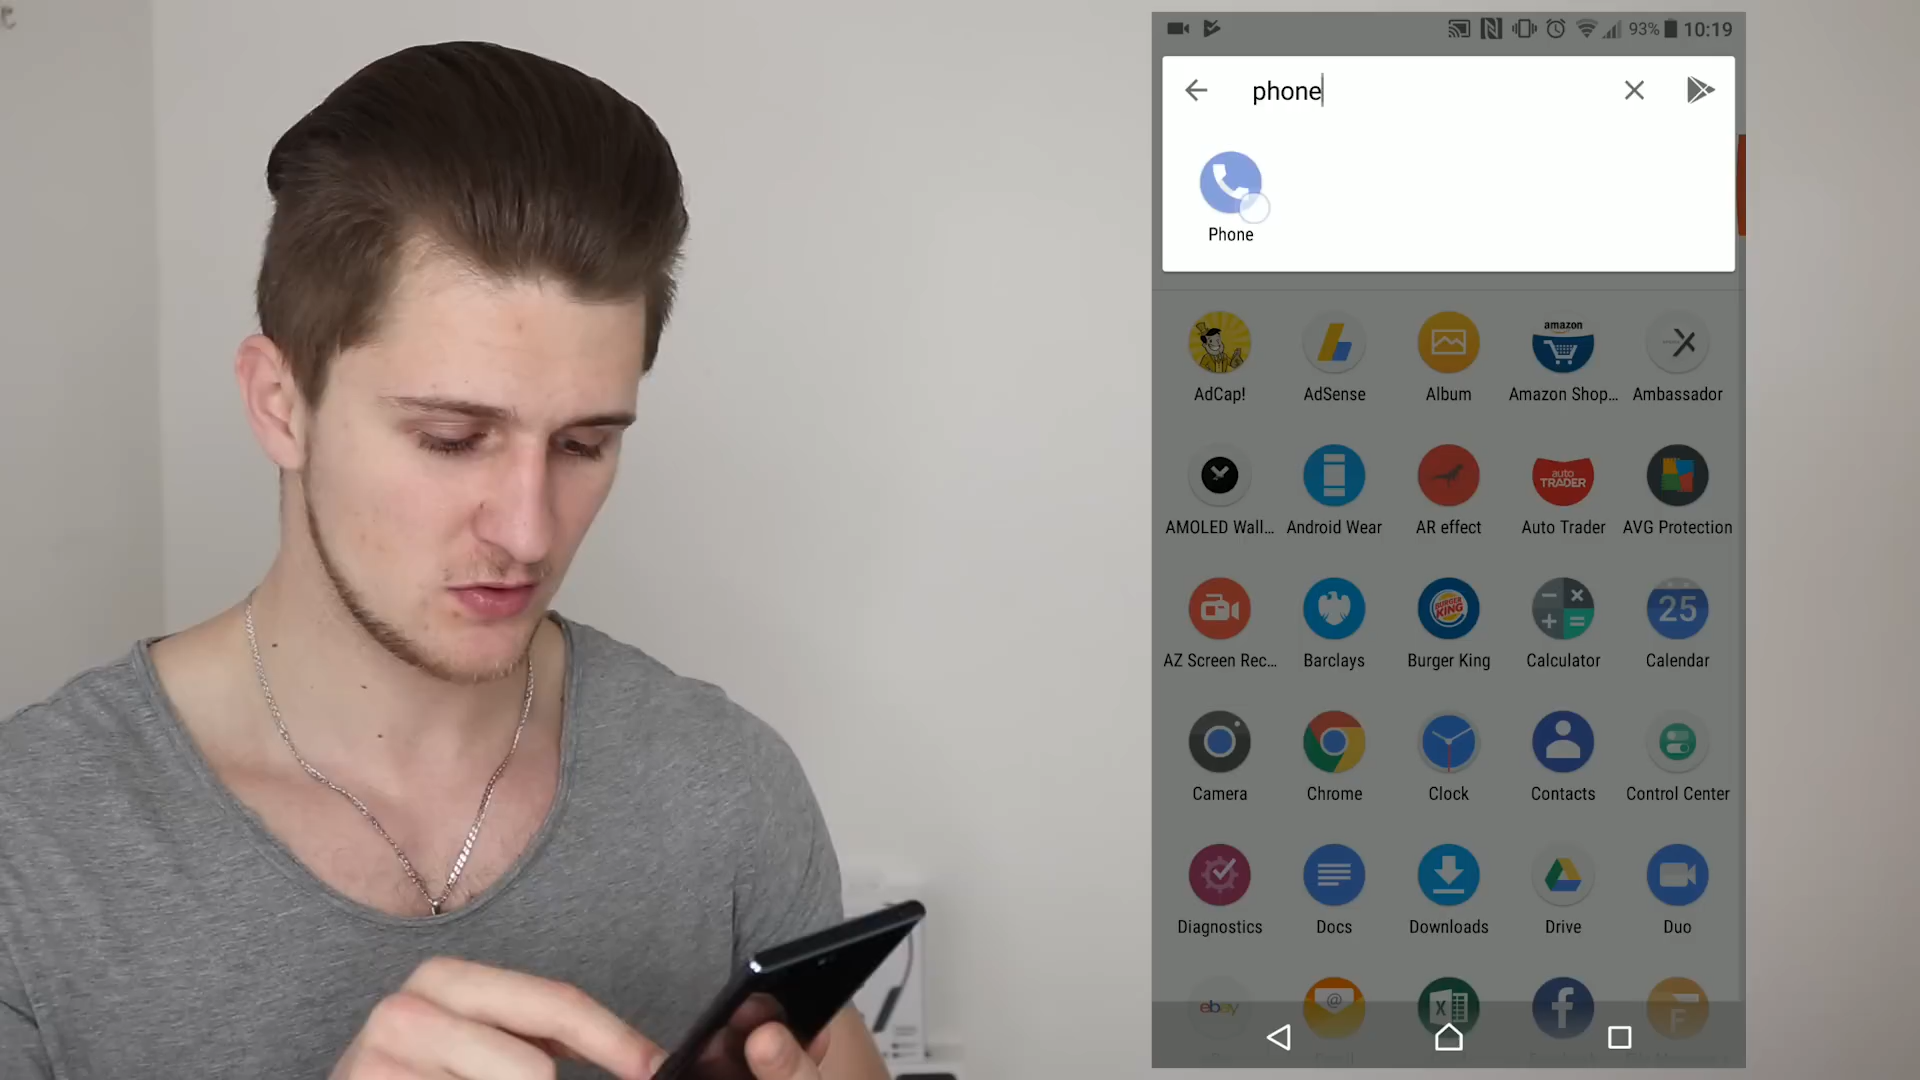 93% 10:19
phone
Phone
AdCap! AdSense Album Amazon Shop... Ambassador
amazon
AMOLED Wall... Android Wear AR effect Auto Trader AVG Protection
auto TRADER
AZ Screen Rec... Barclays Burger King Calculator Calendar
BURGER KING
25
Camera Chrome Clock Contacts Control Center
Diagnostics Docs Downloads Drive Duo
ebay